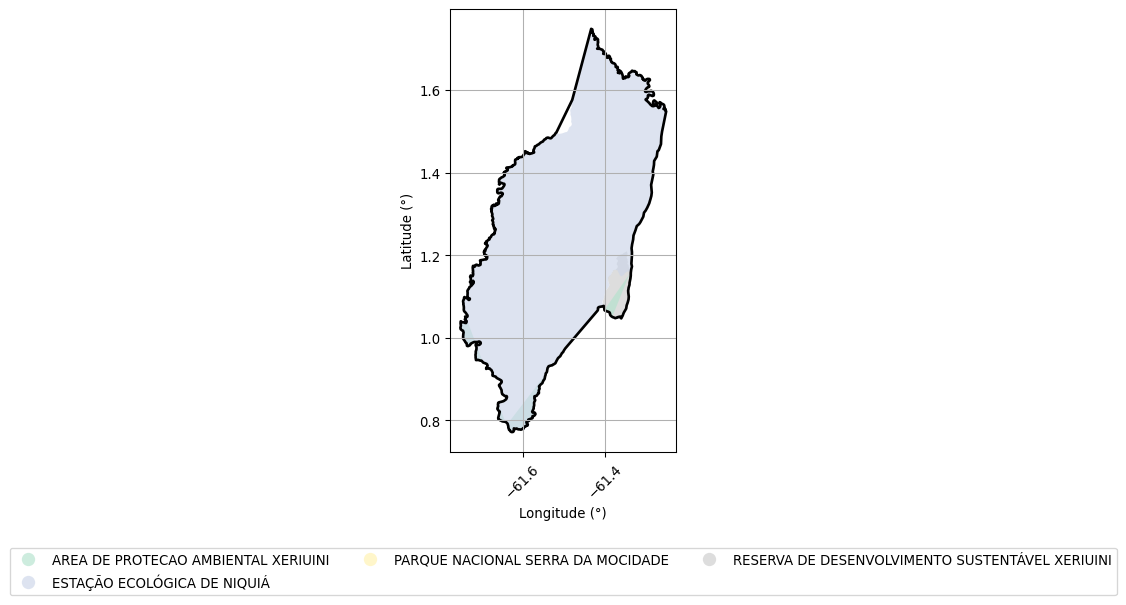 1.6
1.4
1.2
1.0
0.8
Latitude (°)
−61.6
−61.4
Longitude (°)
AREA DE PROTECAO AMBIENTAL XERIUINI
ESTAÇÃO ECOLÓGICA DE NIQUIÁ
PARQUE NACIONAL SERRA DA MOCIDADE
RESERVA DE DESENVOLVIMENTO SUSTENTÁVEL XERIUINI